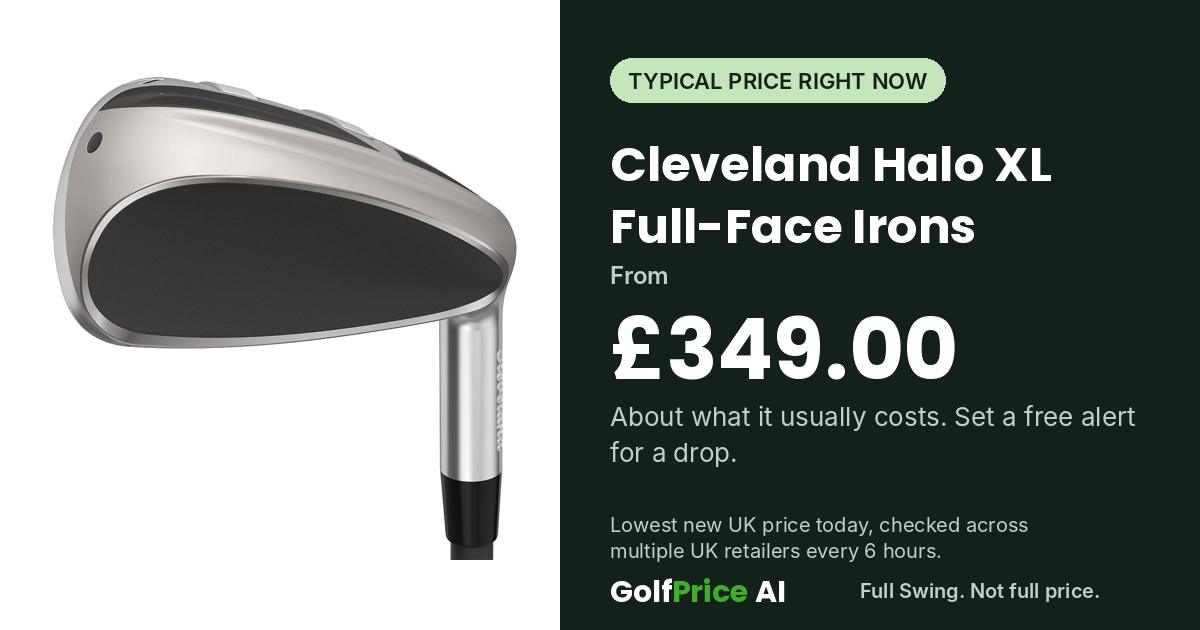 TYPICAL PRICE RIGHT NOW
Cleveland Halo XL
Full-Face Irons
From
£349.00
About what it usually costs. Set a free alert
for a drop.
Lowest new UK price today, checked across
multiple UK retailers every 6 hours.
GolfPrice AI
Full Swing. Not full price.